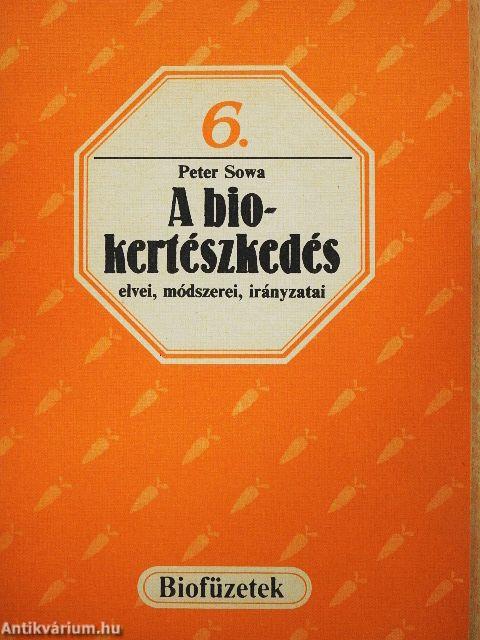 6.
Peter Sowa
A bio-
kertészkedés
elvei, módszerei, irányzatai
Biofüzetek
Antikvárium.hu